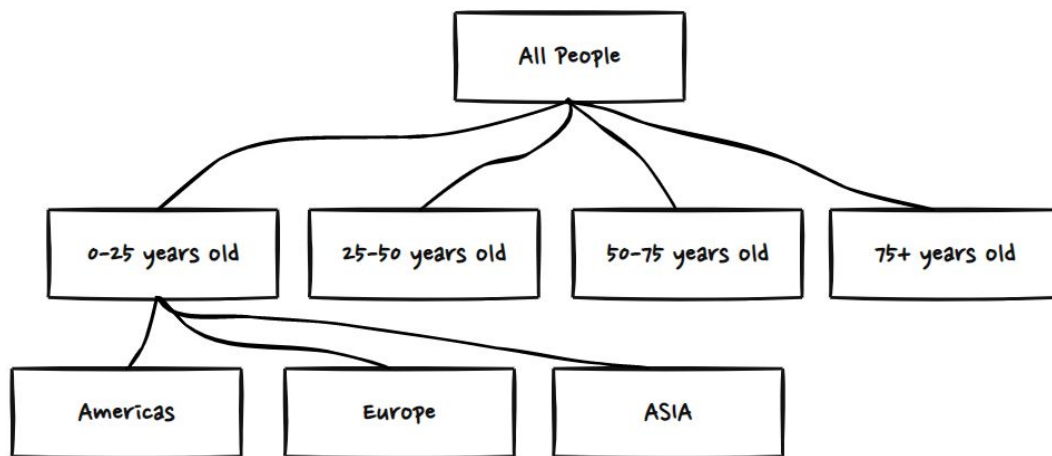 All People
0-25 years old
25-50 years old
50-75 years old
75+ years old
Americas
Europe
ASIA